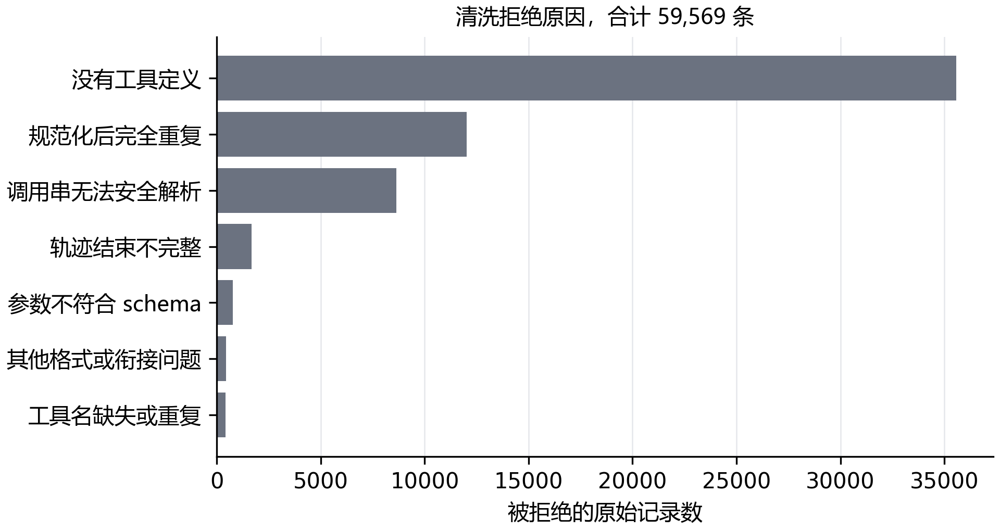 清洗拒绝原因，合计 59,569 条
没有工具定义
规范化后完全重复
调用串无法安全解析
轨迹结束不完整
参数不符合 schema
其他格式或衔接问题
工具名缺失或重复
0 5000 10000 15000 20000 25000 30000 35000
被拒绝的原始记录数